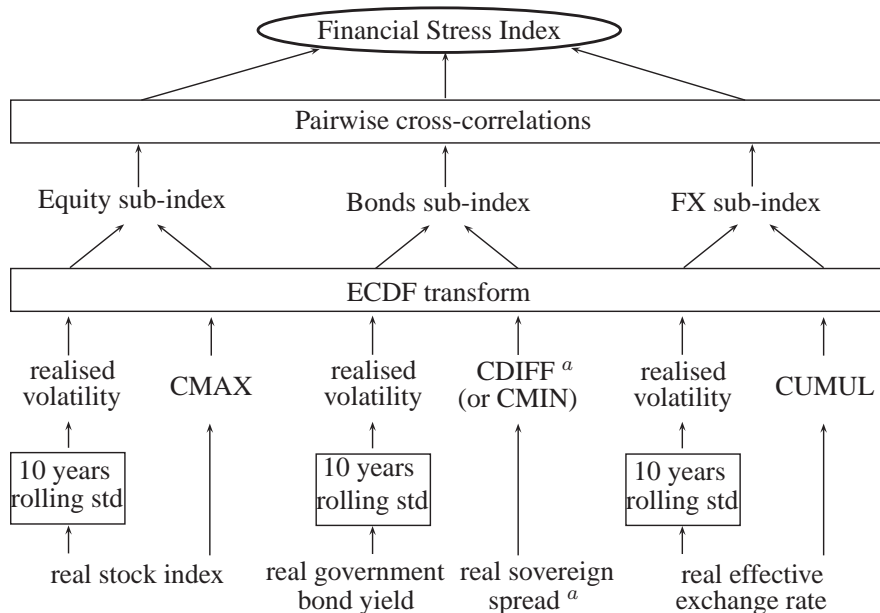 Financial Stress Index
Pairwise cross-correlations
Equity sub-index
Bonds sub-index
FX sub-index
ECDF transform
realised
volatility
CMAX
realised
volatility
CDIFF a
(or CMIN)
realised
volatility
CUMUL
10 years
rolling std
10 years
rolling std
10 years
rolling std
real stock index
real government
bond yield
real sovereign
spread a
real effective
exchange rate